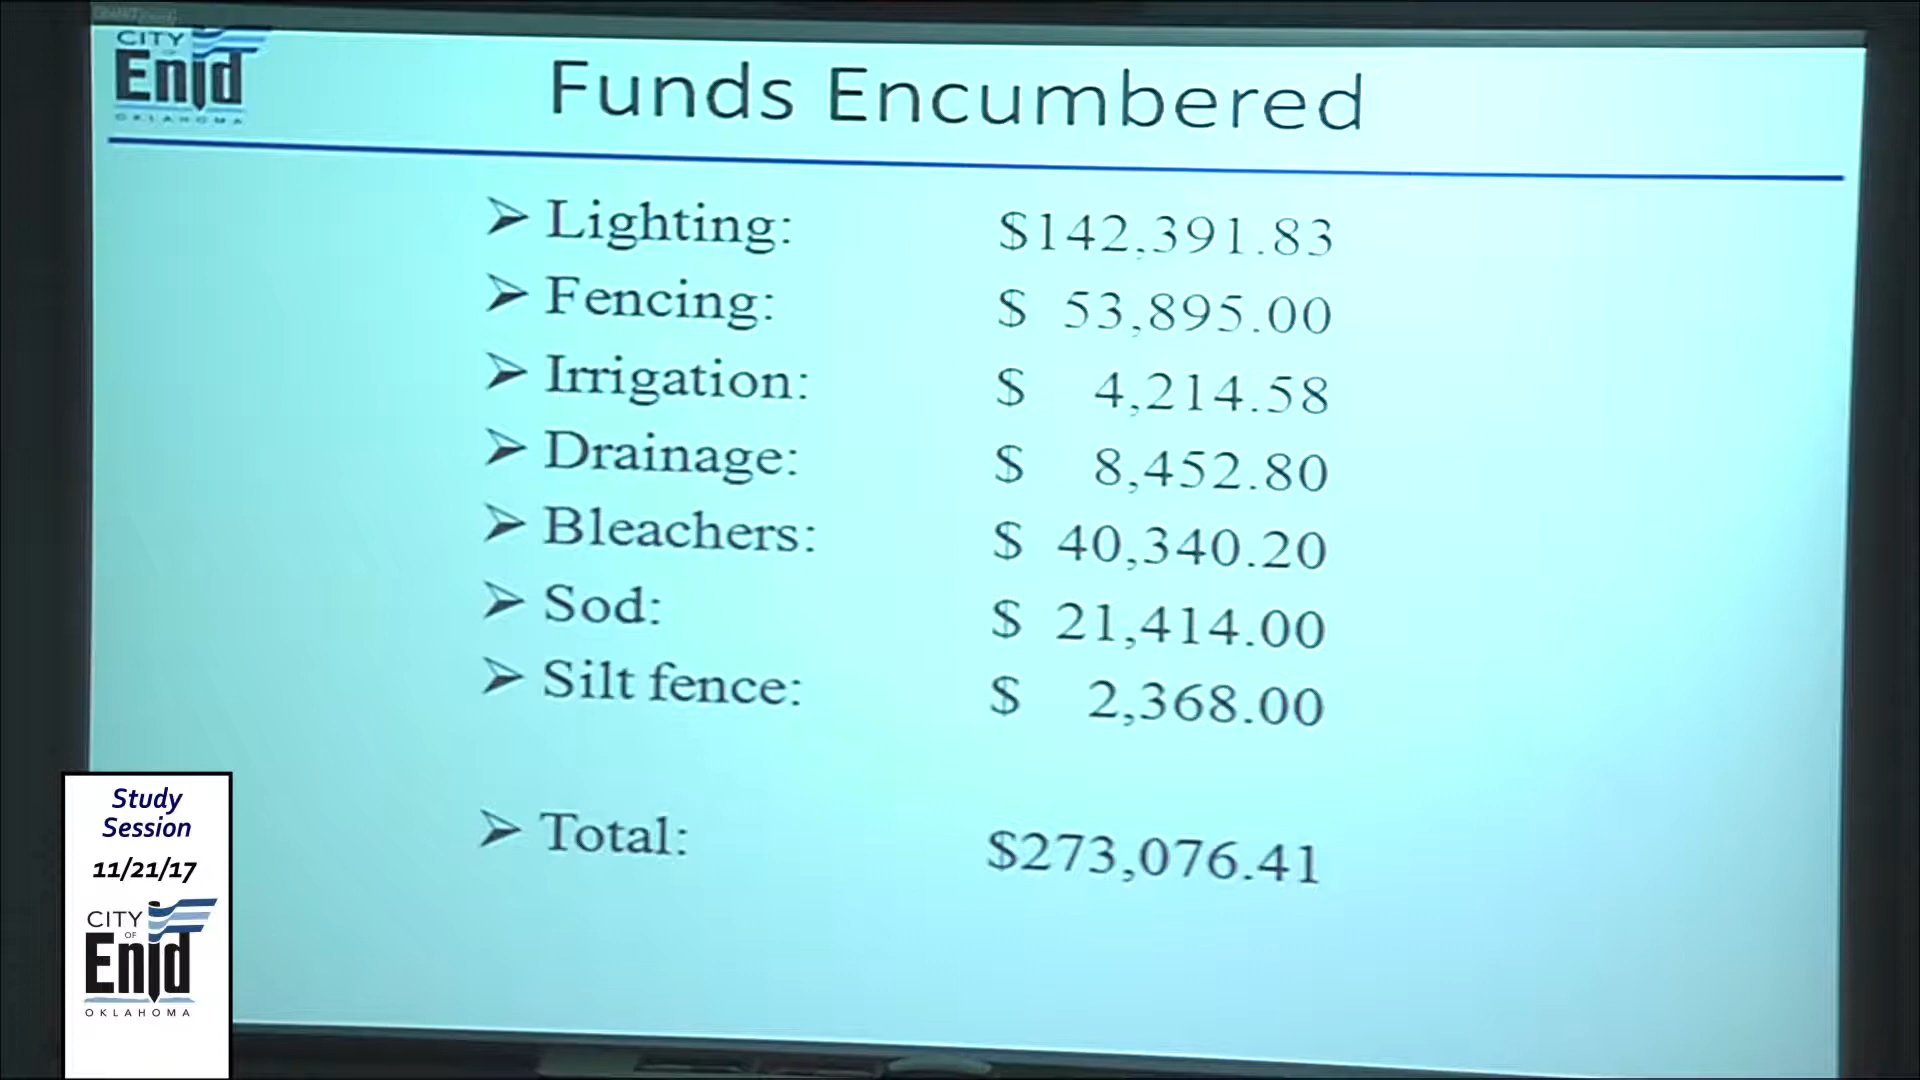 CITY
OF
Enid
OKLAHOMA
Funds Encumbered
➢ Lighting: $142,391.83
➢ Fencing: $ 53,895.00
➢ Irrigation: $ 4,214.58
➢ Drainage: $ 8,452.80
➢ Bleachers: $ 40,340.20
➢ Sod: $ 21,414.00
➢ Silt fence: $ 2,368.00
➢ Total: $273,076.41
Study
Session
11/21/17
CITY
OF
Enid
OKLAHOMA